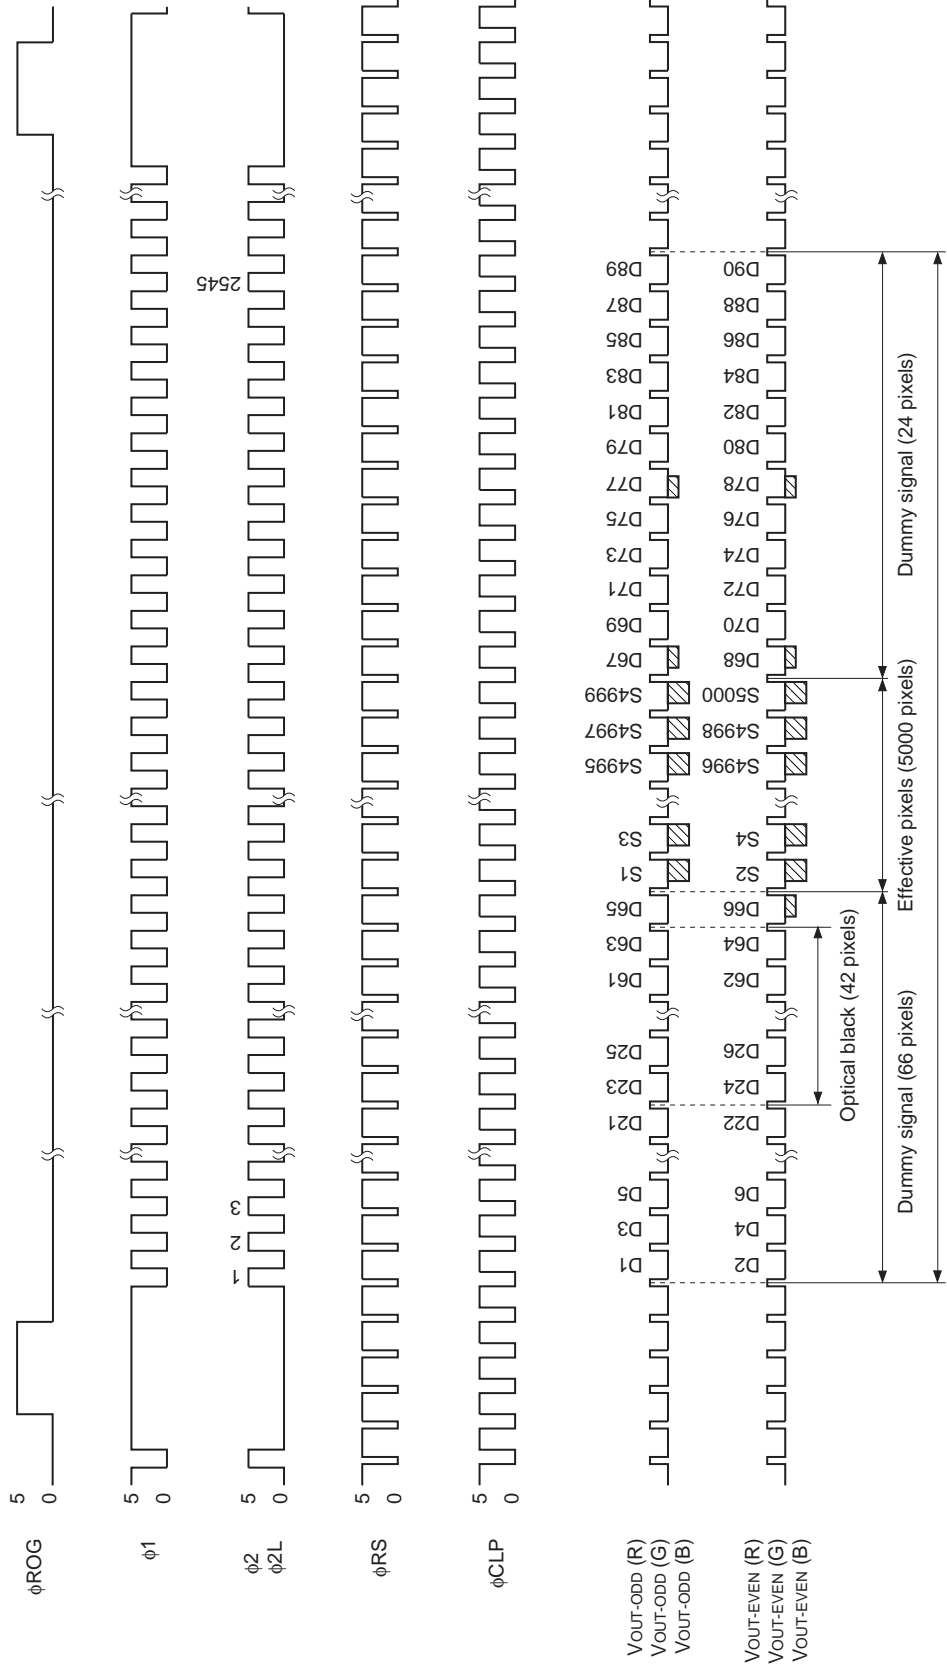 5
0
ϕROG
5
0
ϕ1
5
0
ϕ2
ϕ2L
1
2
3
2545
5
0
ϕRS
5
0
ϕCLP
VOUT-ODD (R)
VOUT-ODD (G)
VOUT-ODD (B)
D1
D3
D5
D21
D23
D25
D61
D63
D65
S1
S3
S4995
S4997
S4999
D67
D69
D71
D73
D75
D77
D79
D81
D83
D85
D87
D89
VOUT-EVEN (R)
VOUT-EVEN (G)
VOUT-EVEN (B)
D2
D4
D6
D22
D24
D26
D62
D64
D66
S2
S4
S4996
S4998
S5000
D68
D70
D72
D74
D76
D78
D80
D82
D84
D86
D88
D90
Optical black (42 pixels)
Dummy signal (66 pixels)
Effective pixels (5000 pixels)
Dummy signal (24 pixels)